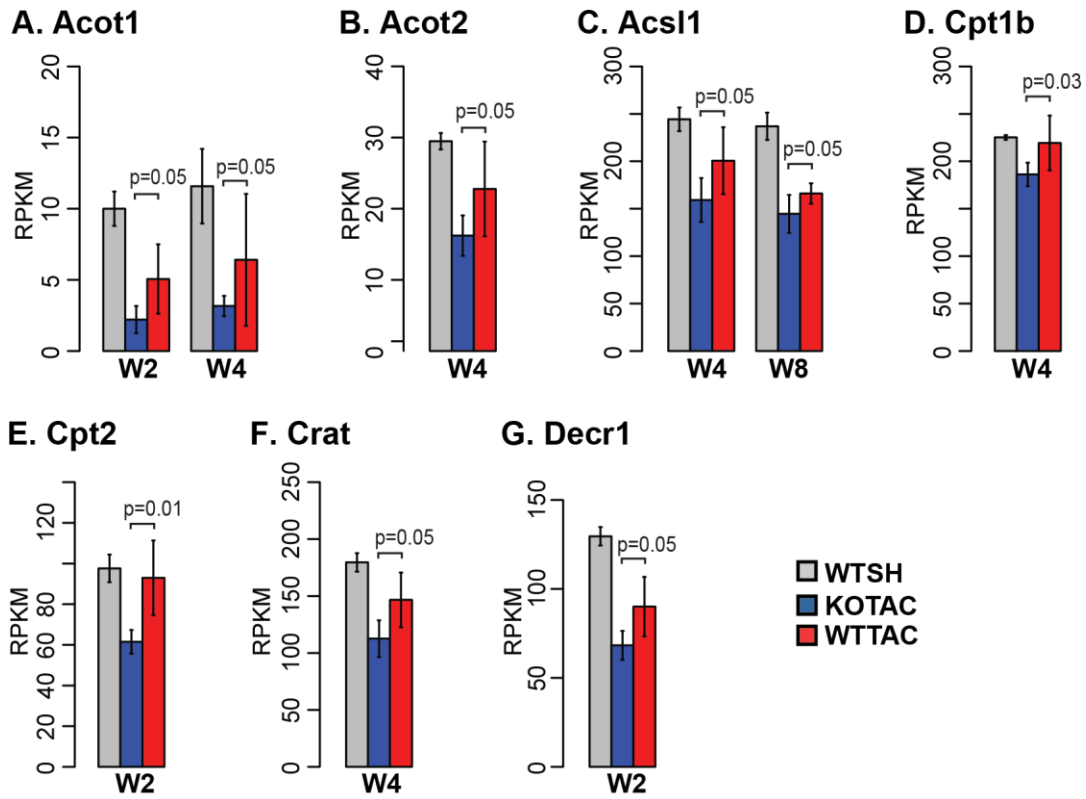 A. Acot1
B. Acot2
C. Acsl1
D. Cpt1b
RPKM
0
5
10
15
20
p=0.05
p=0.05
W2
W4
RPKM
0
10
20
30
40
p=0.05
W4
RPKM
0
50
100
200
300
p=0.05
p=0.05
W4
W8
RPKM
0
50
100
200
300
p=0.03
W4
E. Cpt2
F. Crat
G. Decr1
RPKM
0
20
40
60
80
120
p=0.01
W2
RPKM
0
50
100
150
200
250
p=0.05
W4
RPKM
0
50
100
150
p=0.05
W2
WTSH
KOTAC
WTTAC